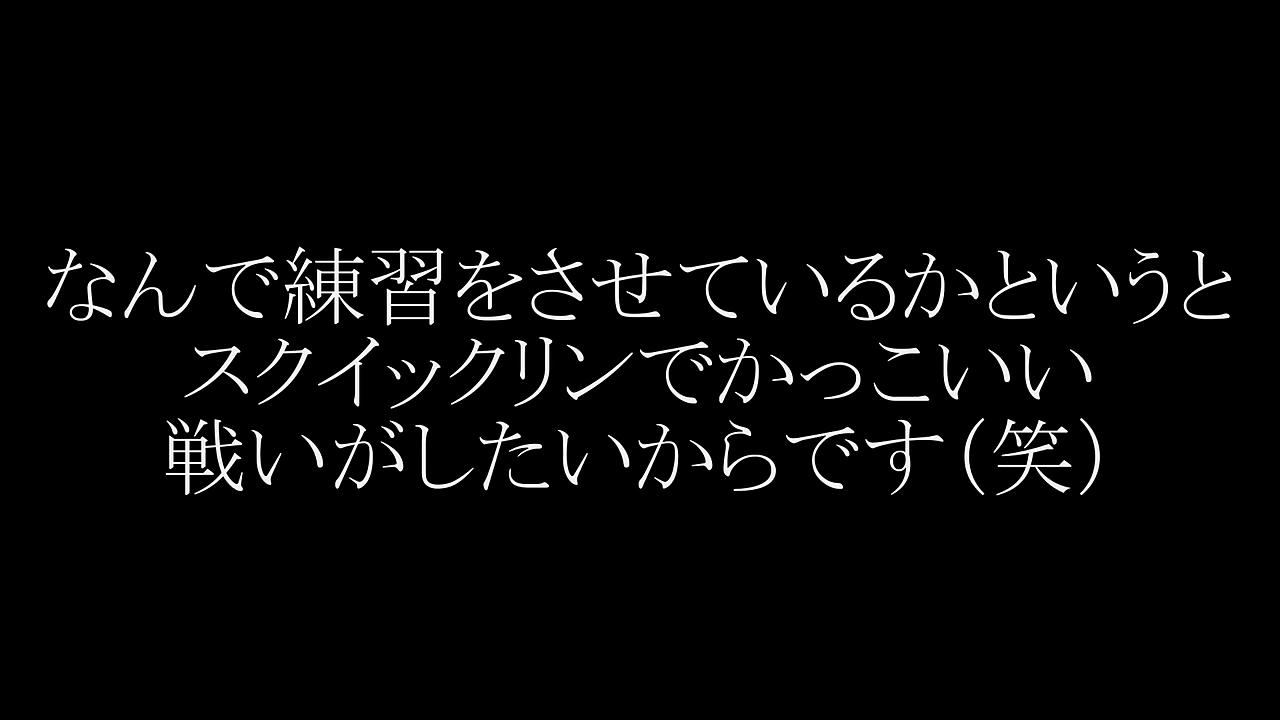 なんで練習をさせているかというと
スクイックリンでかっこいい
戦いがしたいからです（笑）